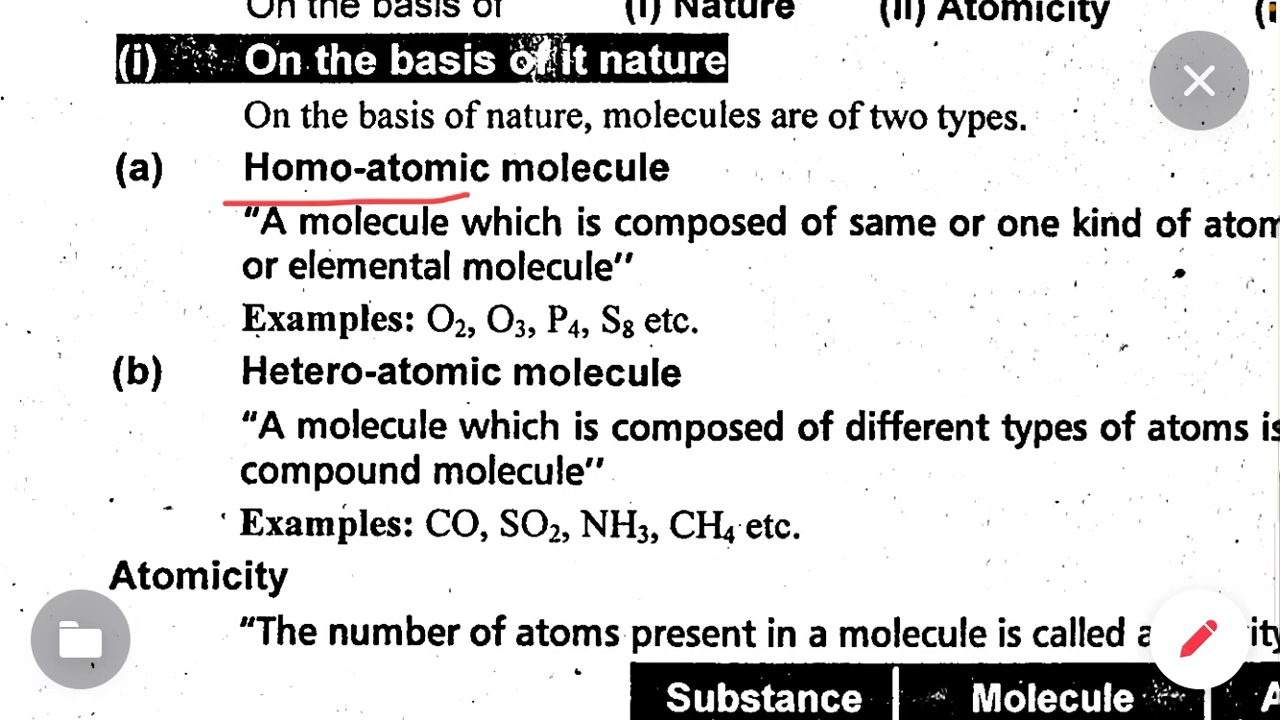 On the basis of (i) Nature (ii) Atomicity
(i) On the basis of it nature
On the basis of nature, molecules are of two types.
(a) Homo-atomic molecule
"A molecule which is composed of same or one kind of atom
or elemental molecule"
Examples: O₂, O₃, P₄, S₈ etc.
(b) Hetero-atomic molecule
"A molecule which is composed of different types of atoms is
compound molecule"
Examples: CO, SO₂, NH₃, CH₄ etc.
Atomicity
"The number of atoms present in a molecule is called
Substance Molecule